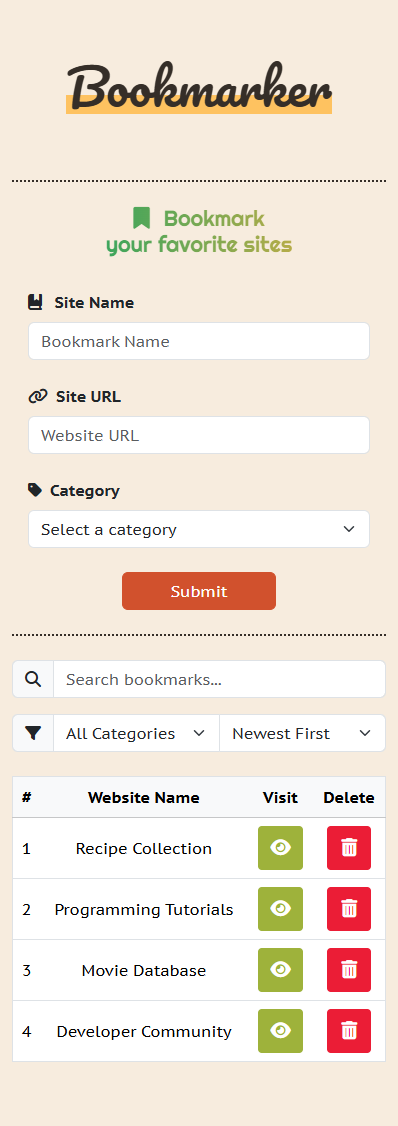 Bookmarker
Bookmark
your favorite sites
Site Name
Bookmark Name
Site URL
Website URL
Category
Select a category
Submit
Search bookmarks...
All Categories Newest First
# Website Name Visit Delete
1 Recipe Collection
2 Programming Tutorials
3 Movie Database
4 Developer Community